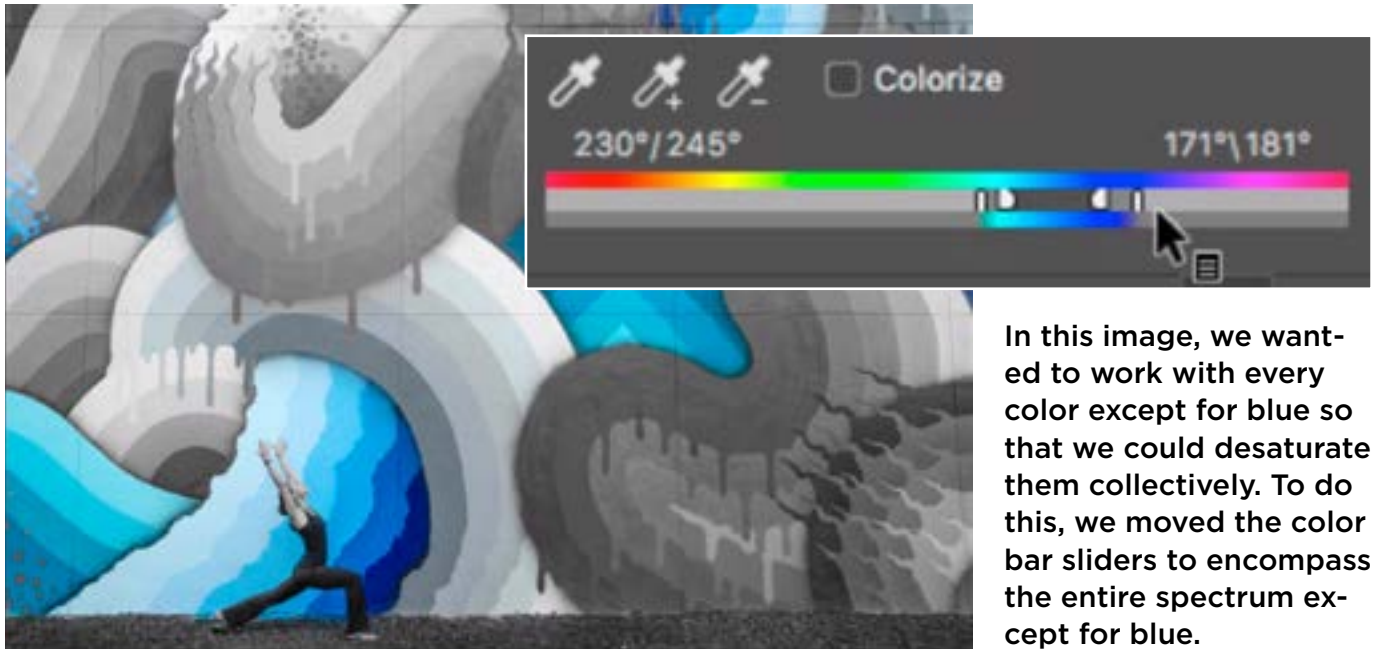 Colorize
230°/245°
171°\181°
In this image, we want-
ed to work with every
color except for blue so
that we could desaturate
them collectively. To do
this, we moved the color
bar sliders to encompass
the entire spectrum ex-
cept for blue.